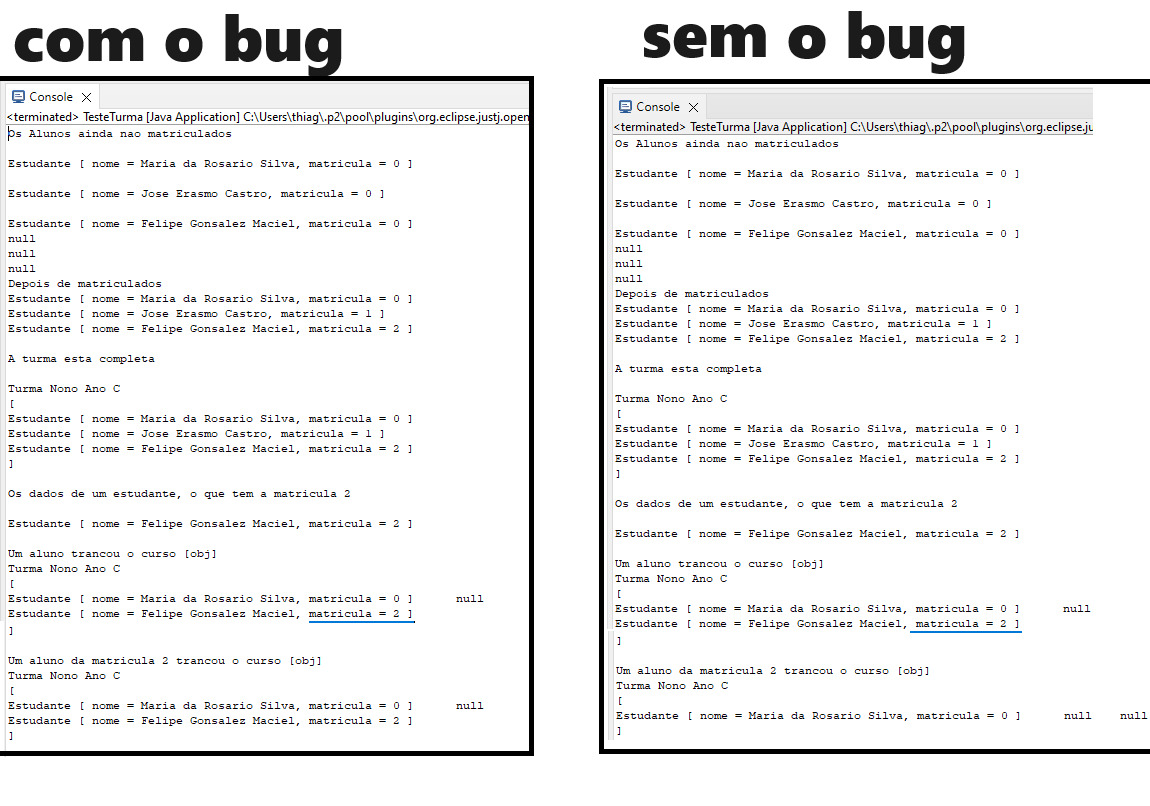 com o bug
Console
<terminated> TesteTurma [Java Application] C:\Users\thiag\.p2\pool\plugins\org.eclipse.justj.open
Os Alunos ainda nao matriculados
Estudante [ nome = Maria da Rosario Silva, matricula = 0 ]
Estudante [ nome = Jose Erasmo Castro, matricula = 0 ]
Estudante [ nome = Felipe Gonsalez Maciel, matricula = 0 ]
null
null
null
Depois de matriculados
Estudante [ nome = Maria da Rosario Silva, matricula = 0 ]
Estudante [ nome = Jose Erasmo Castro, matricula = 1 ]
Estudante [ nome = Felipe Gonsalez Maciel, matricula = 2 ]
A turma esta completa
Turma Nono Ano C
[
Estudante [ nome = Maria da Rosario Silva, matricula = 0 ]
Estudante [ nome = Jose Erasmo Castro, matricula = 1 ]
Estudante [ nome = Felipe Gonsalez Maciel, matricula = 2 ]
]
Os dados de um estudante, o que tem a matricula 2
Estudante [ nome = Felipe Gonsalez Maciel, matricula = 2 ]
Um aluno trancou o curso [obj]
Turma Nono Ano C
[
Estudante [ nome = Maria da Rosario Silva, matricula = 0 ] null
Estudante [ nome = Felipe Gonsalez Maciel, matricula = 2 ]
]
Um aluno da matricula 2 trancou o curso [obj]
Turma Nono Ano C
[
Estudante [ nome = Maria da Rosario Silva, matricula = 0 ] null
Estudante [ nome = Felipe Gonsalez Maciel, matricula = 2 ]
]
sem o bug
Console
<terminated> TesteTurma [Java Application] C:\Users\thiag\.p2\pool\plugins\org.eclipse.ju
Os Alunos ainda nao matriculados
Estudante [ nome = Maria da Rosario Silva, matricula = 0 ]
Estudante [ nome = Jose Erasmo Castro, matricula = 0 ]
Estudante [ nome = Felipe Gonsalez Maciel, matricula = 0 ]
null
null
null
Depois de matriculados
Estudante [ nome = Maria da Rosario Silva, matricula = 0 ]
Estudante [ nome = Jose Erasmo Castro, matricula = 1 ]
Estudante [ nome = Felipe Gonsalez Maciel, matricula = 2 ]
A turma esta completa
Turma Nono Ano C
[
Estudante [ nome = Maria da Rosario Silva, matricula = 0 ]
Estudante [ nome = Jose Erasmo Castro, matricula = 1 ]
Estudante [ nome = Felipe Gonsalez Maciel, matricula = 2 ]
]
Os dados de um estudante, o que tem a matricula 2
Estudante [ nome = Felipe Gonsalez Maciel, matricula = 2 ]
Um aluno trancou o curso [obj]
Turma Nono Ano C
[
Estudante [ nome = Maria da Rosario Silva, matricula = 0 ] null
Estudante [ nome = Felipe Gonsalez Maciel, matricula = 2 ]
]
Um aluno da matricula 2 trancou o curso [obj]
Turma Nono Ano C
[
Estudante [ nome = Maria da Rosario Silva, matricula = 0 ] null null
]